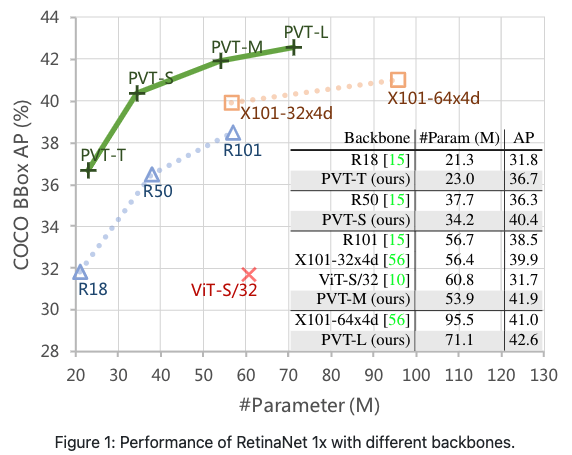 44
42
40
38
36
34
32
30
28
COCO BBox AP (%)
PVT-L
PVT-M
PVT-S
X101-64x4d
X101-32x4d
R101
PVT-T
R50
R18
ViT-S/32
Backbone #Param (M) AP
R18 [15] 21.3 31.8
PVT-T (ours) 23.0 36.7
R50 [15] 37.7 36.3
PVT-S (ours) 34.2 40.4
R101 [15] 56.7 38.5
X101-32x4d [56] 56.4 39.9
ViT-S/32 [10] 60.8 31.7
PVT-M (ours) 53.9 41.9
X101-64x4d [56] 95.5 41.0
PVT-L (ours) 71.1 42.6
20 30 40 50 60 70 80 90 100 110 120 130
#Parameter (M)
Figure 1: Performance of RetinaNet 1x with different backbones.